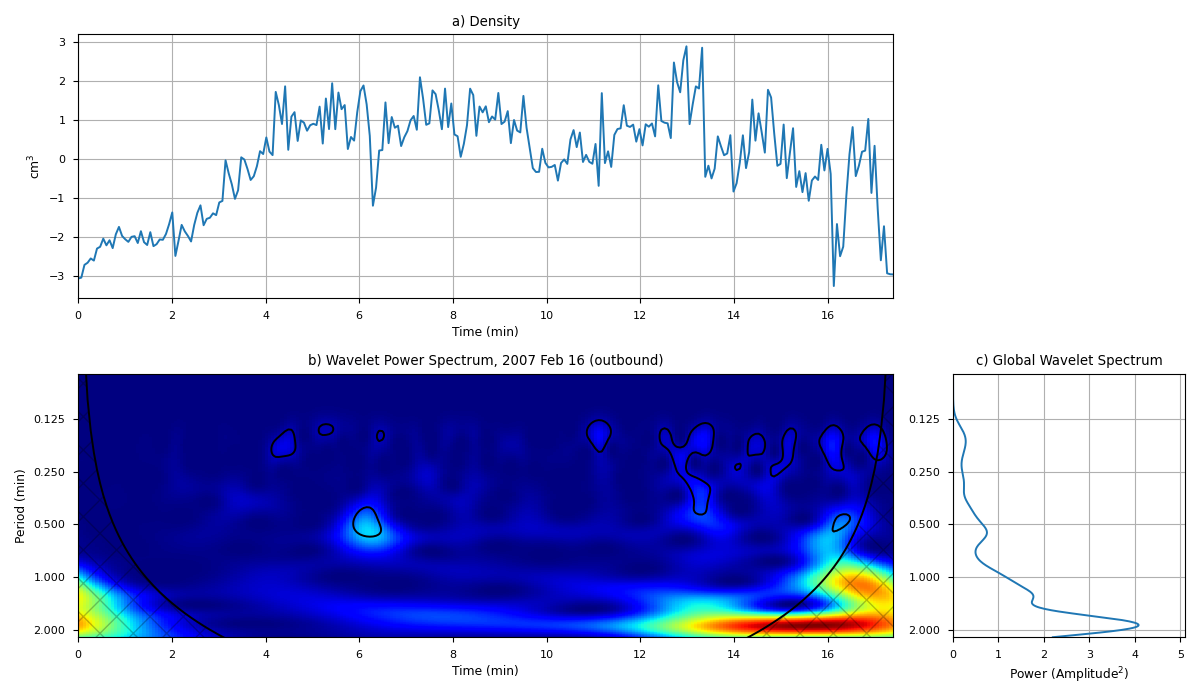 a) Density
3
2
1
0
−1
−2
−3
cm³
0 2 4 6 8 10 12 14 16
Time (min)
b) Wavelet Power Spectrum, 2007 Feb 16 (outbound)
0.125
0.250
0.500
1.000
2.000
Period (min)
0 2 4 6 8 10 12 14 16
Time (min)
c) Global Wavelet Spectrum
0.125
0.250
0.500
1.000
2.000
0 1 2 3 4 5
Power (Amplitude²)